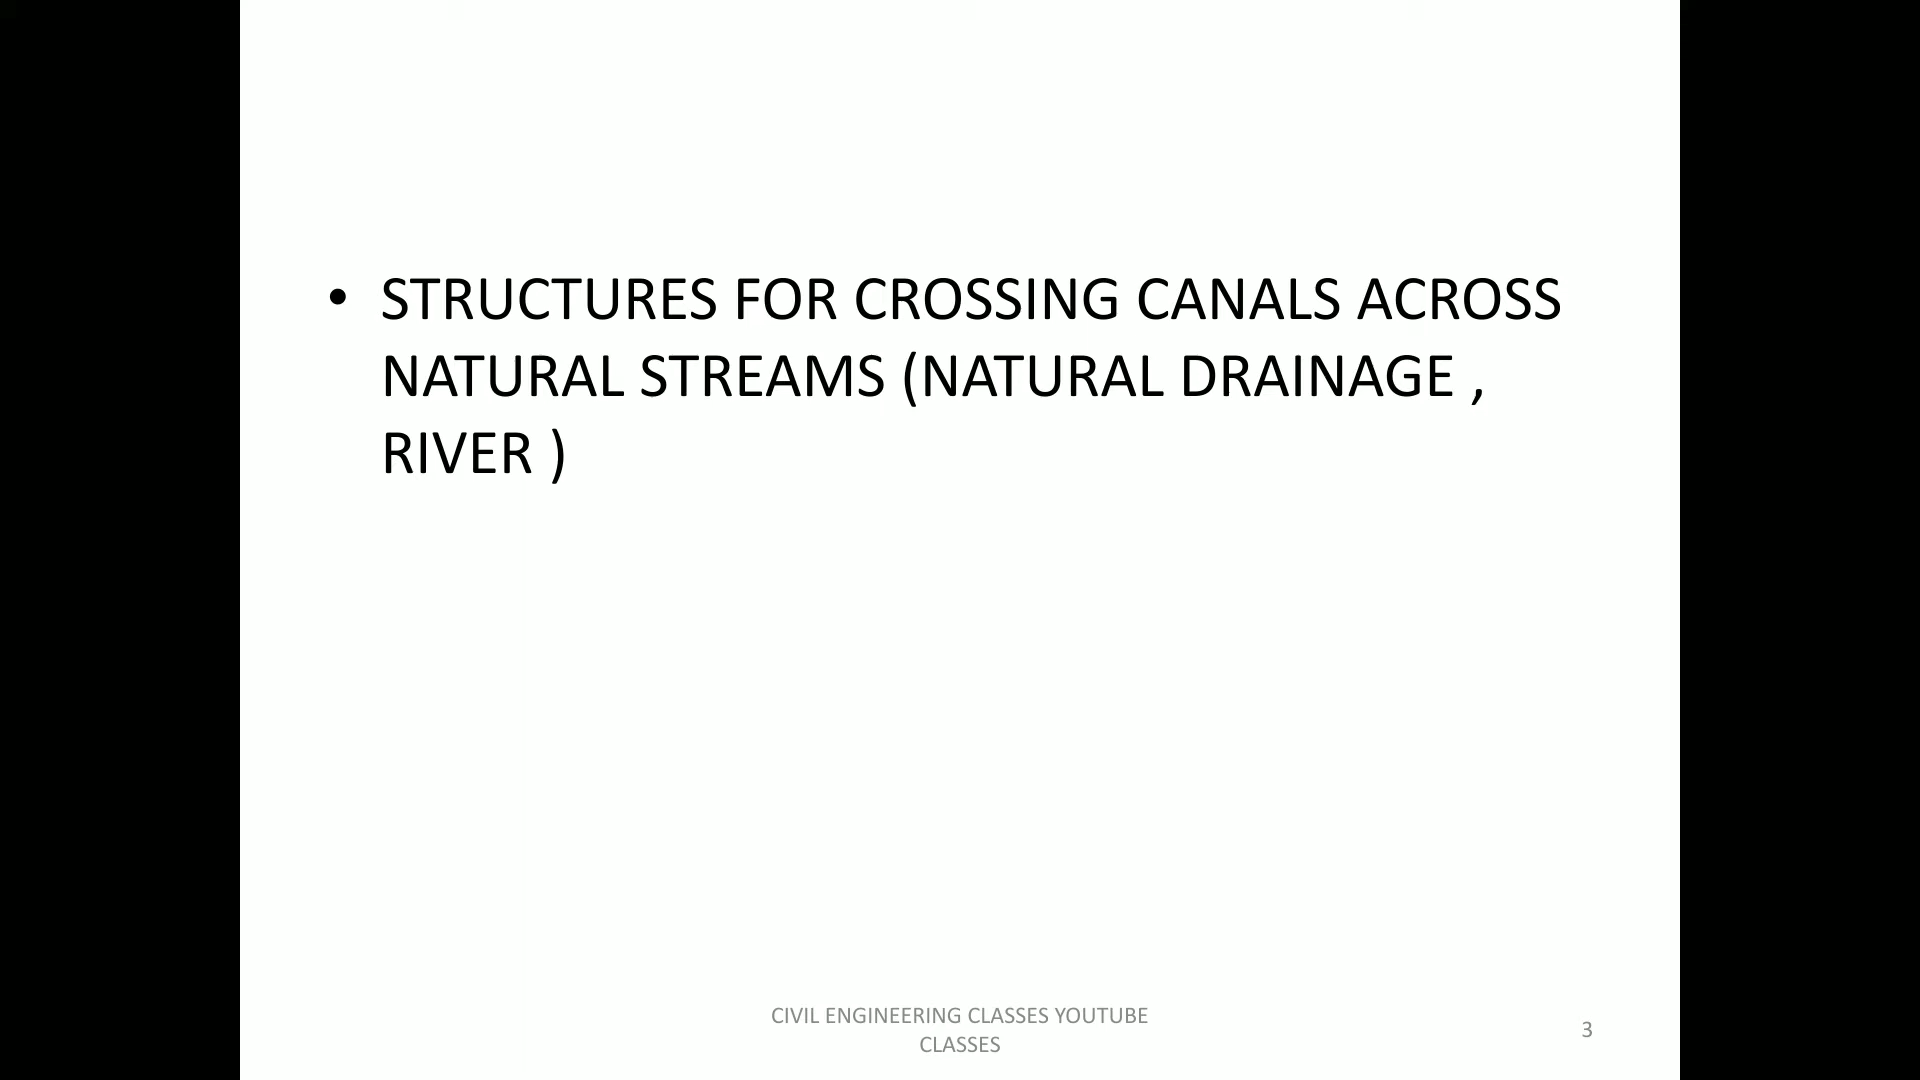 • STRUCTURES FOR CROSSING CANALS ACROSS
NATURAL STREAMS (NATURAL DRAINAGE ,
RIVER )
CIVIL ENGINEERING CLASSES YOUTUBE
CLASSES
3